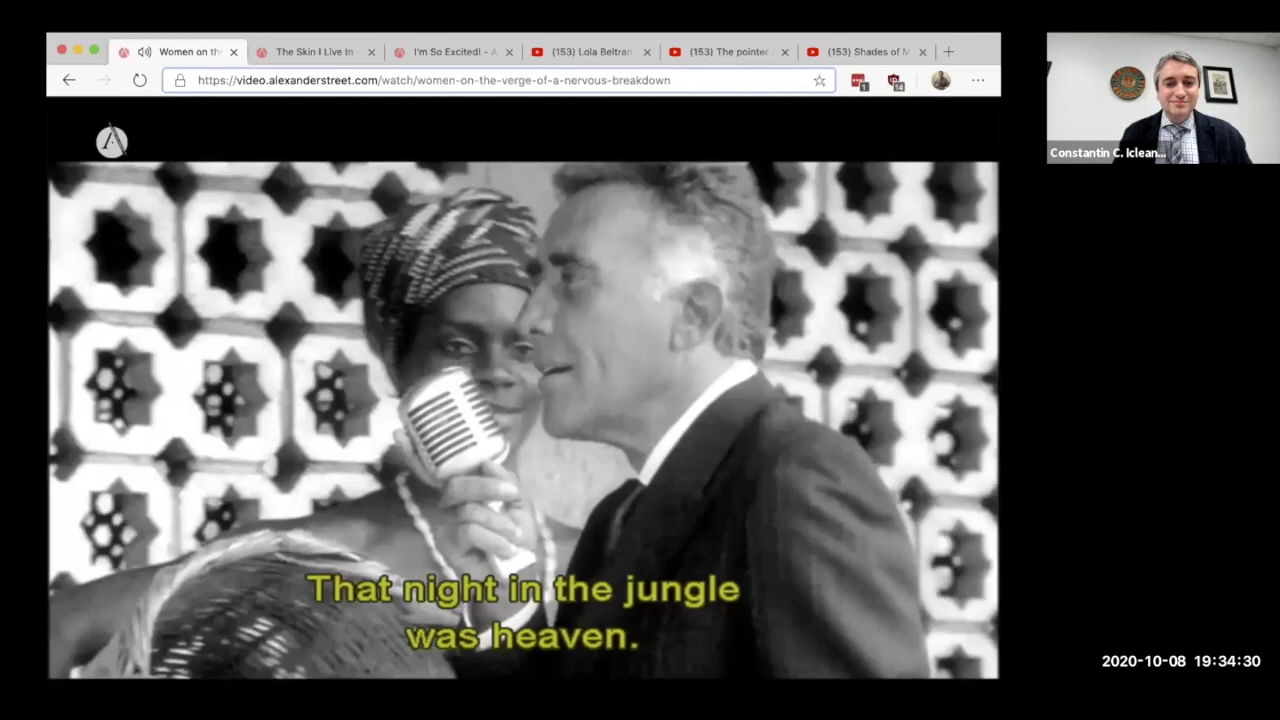 Women on th
The Skin I Live In
I'm So Excited! - A
(153) Lola Beltran
(153) The pointer
(153) Shades of M
https://video.alexanderstreet.com/watch/women-on-the-verge-of-a-nervous-breakdown
1
14
Constantin C. Iclean...
That night in the jungle
was heaven.
2020-10-08 19:34:30